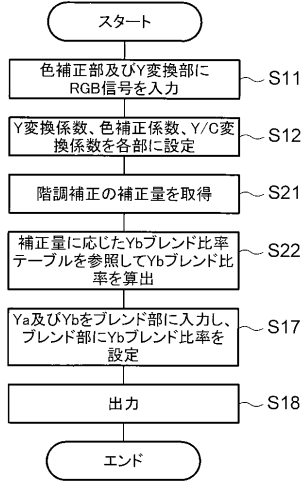 スタート
色補正部及びY変換部に
RGB信号を入力
S11
Y変換係数、色補正係数、Y/C変
換係数を各部に設定
S12
階調補正の補正量を取得
S21
補正量に応じたYbブレンド比率
テーブルを参照してYbブレンド比
率を算出
S22
Ya及びYbをブレンド部に入力し、
ブレンド部にYbブレンド比率を
設定
S17
出力
S18
エンド